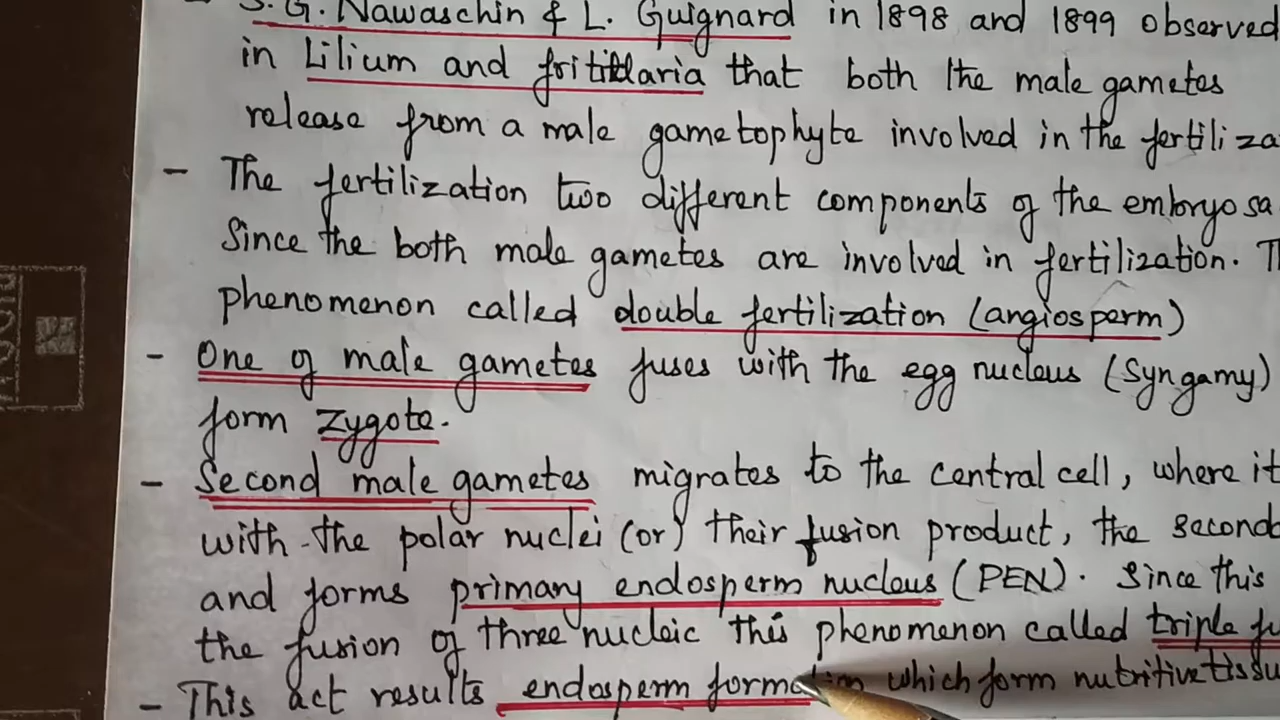 S. G. Nawaschin & L. Guignard in 1898 and 1899 observed
in Lilium and fritillaria that both the male gametes
release from a male gametophyte involved in the fertiliza
- The fertilization two different components of the embryo sa
Since the both male gametes are involved in fertilization. Th
phenomenon called double fertilization (angiosperm)
- One of male gametes fuses with the egg nucleus (Syngamy)
form Zygote.
- Second male gametes migrates to the central cell, where it
with the polar nuclei (or) their fusion product, the second
and forms primary endosperm nucleus (PEN). Since this
the fusion of three nucleic this phenomenon called triple fu
- This act results endosperm formation which form nutritive tissu